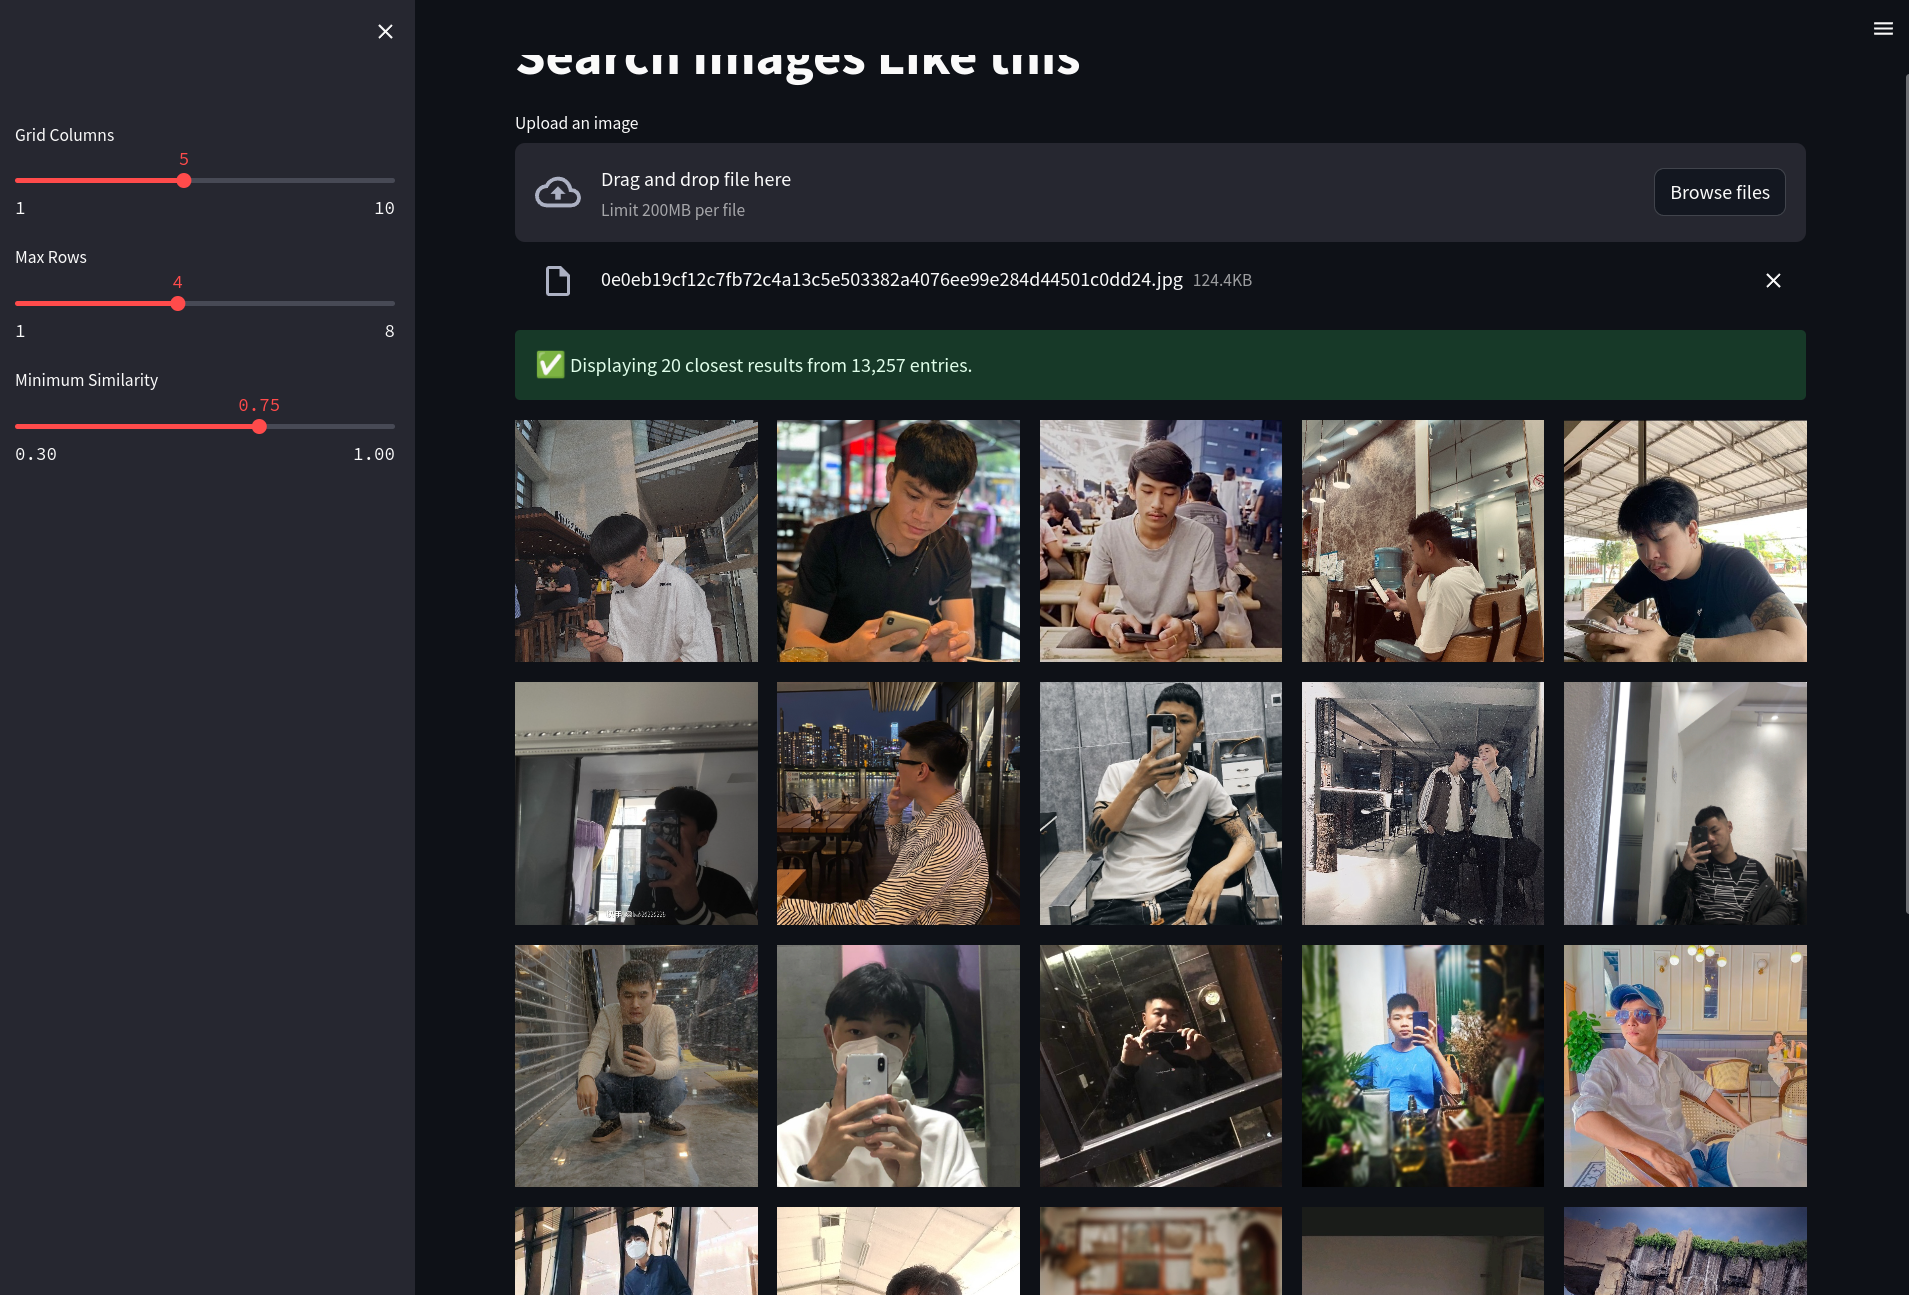 Search Images Like this
Upload an image
Drag and drop file here
Limit 200MB per file
Browse files
0e0eb19cf12c7fb72c4a13c5e503382a4076ee99e284d44501c0dd24.jpg 124.4KB
✅ Displaying 20 closest results from 13,257 entries.
Grid Columns
5
1 10
Max Rows
4
1 8
Minimum Similarity
0.75
0.30 1.00